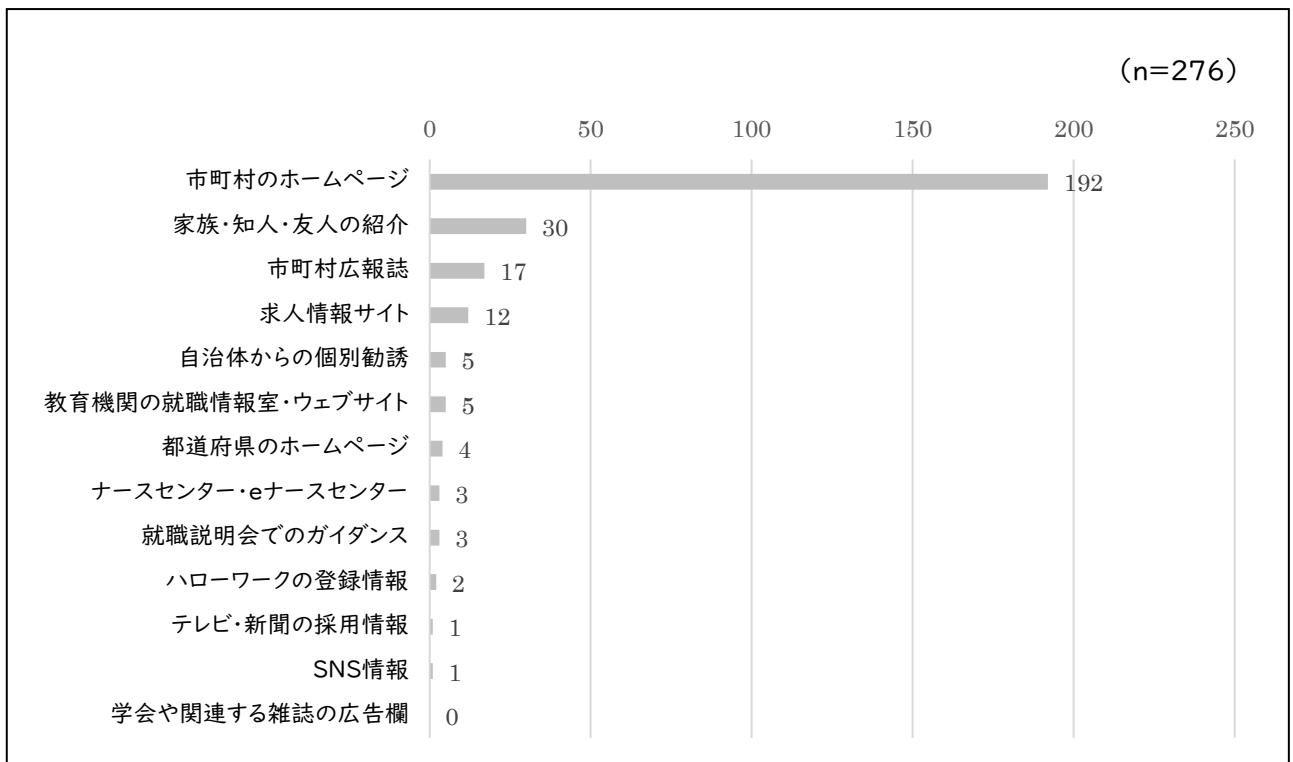 (n=276)
0 50 100 150 200 250
市町村のホームページ 192
家族・知人・友人の紹介 30
市町村広報誌 17
求人情報サイト 12
自治体からの個別勧誘 5
教育機関の就職情報室・ウェブサイト 5
都道府県のホームページ 4
ナースセンター・eナースセンター 3
就職説明会でのガイダンス 3
ハローワークの登録情報 2
テレビ・新聞の採用情報 1
SNS情報 1
学会や関連する雑誌の広告欄 0